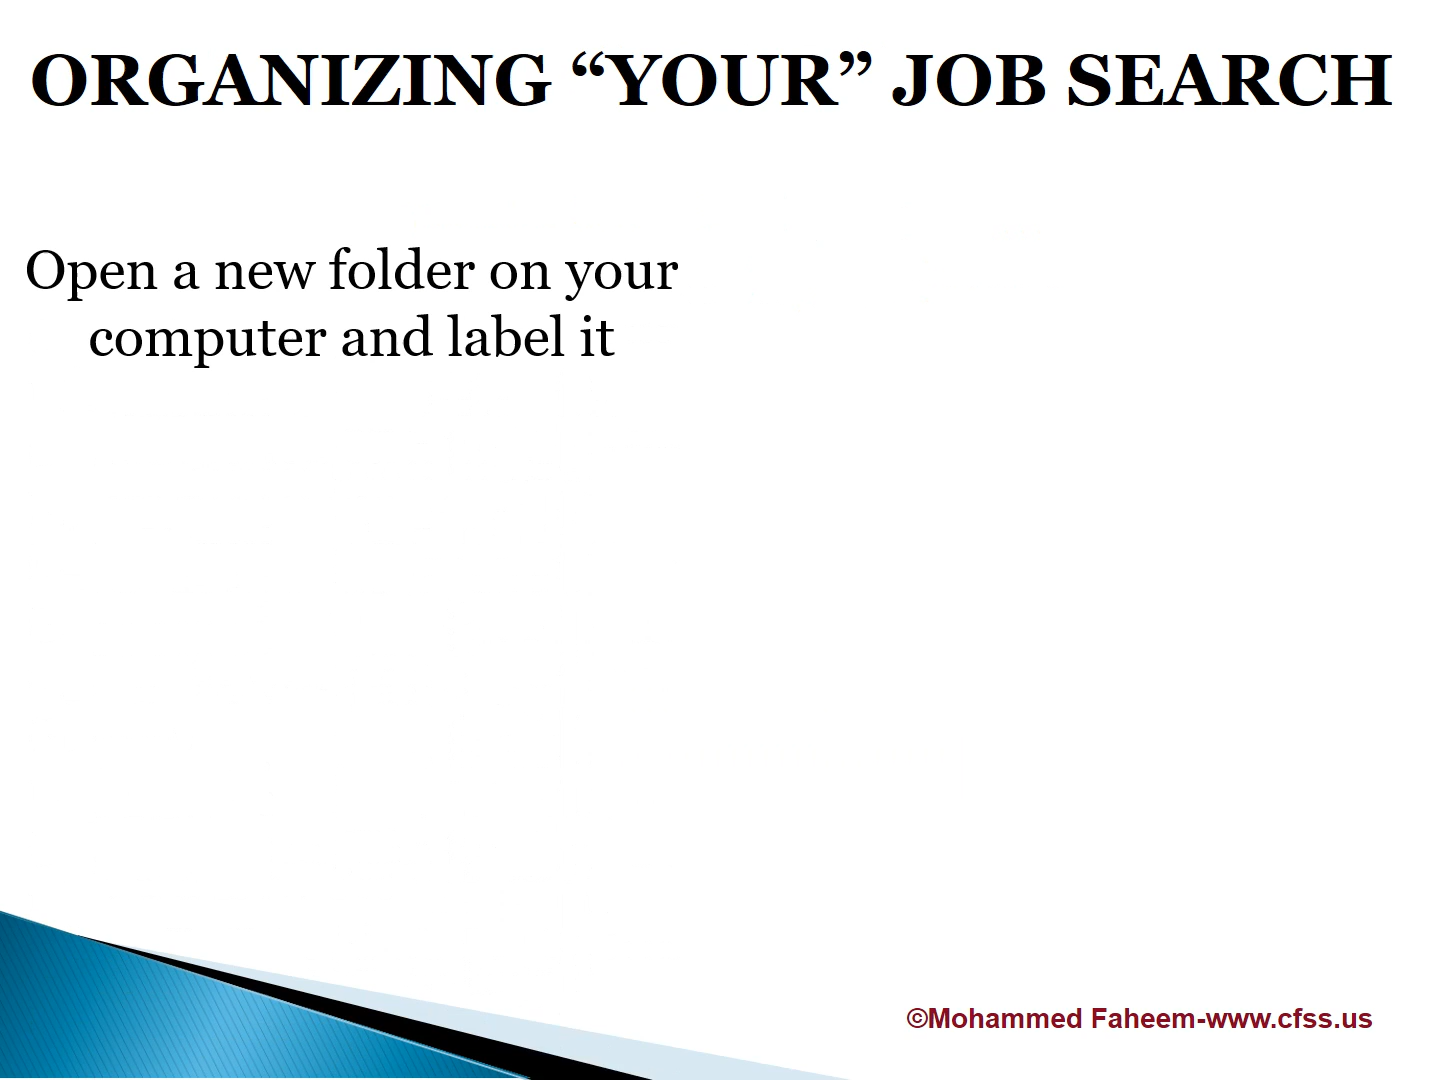 ORGANIZING “YOUR” JOB SEARCH
Open a new folder on your
computer and label it
©Mohammed Faheem-www.cfss.us